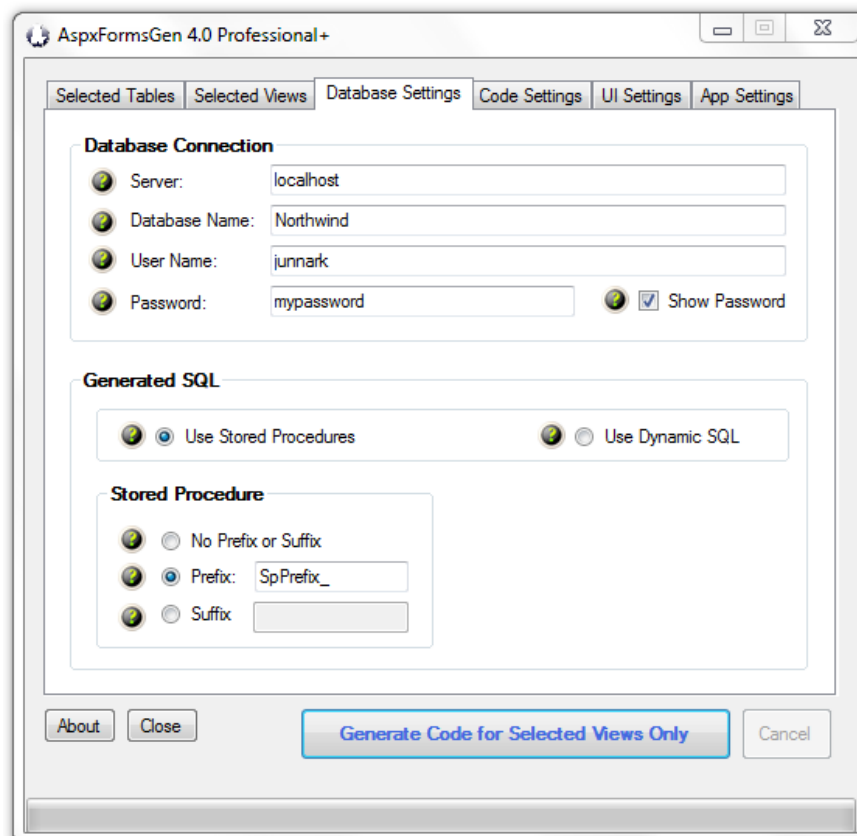 AspxFormsGen 4.0 Professional+
Selected Tables Selected Views Database Settings Code Settings UI Settings App Settings
Database Connection
? Server: localhost
? Database Name: Northwind
? User Name: junnark
? Password: mypassword ? Show Password
Generated SQL
? Use Stored Procedures ? Use Dynamic SQL
Stored Procedure
? No Prefix or Suffix
? Prefix: SpPrefix_
? Suffix
About Close Generate Code for Selected Views Only Cancel